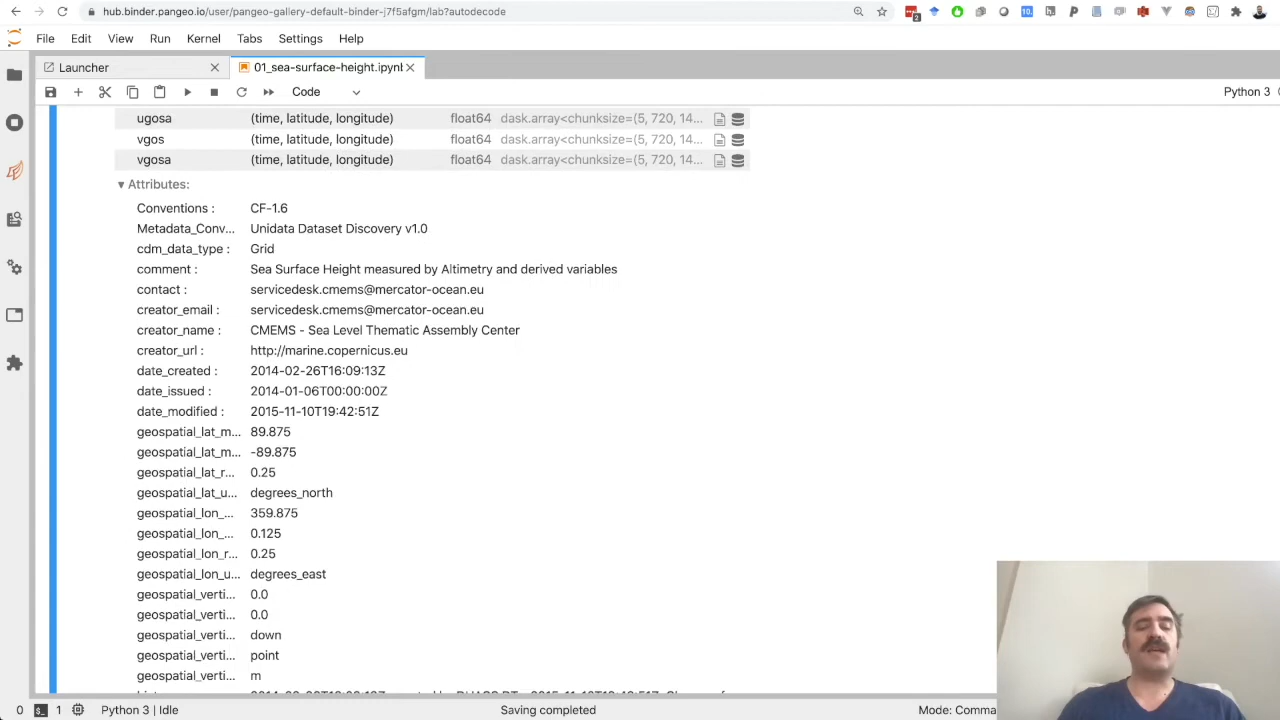 hub.binder.pangeo.io/user/pangeo-gallery-default-binder-j7f5afgm/lab?autodecode
2
10.
File Edit View Run Kernel Tabs Settings Help
Launcher
01_sea-surface-height.ipynb
Code
Python 3
ugosa (time, latitude, longitude) float64 dask.array<chunksize=(5, 720, 14...
vgos (time, latitude, longitude) float64 dask.array<chunksize=(5, 720, 14...
vgosa (time, latitude, longitude) float64 dask.array<chunksize=(5, 720, 14...
Attributes:
Conventions : CF-1.6
Metadata_Conv... Unidata Dataset Discovery v1.0
cdm_data_type : Grid
comment : Sea Surface Height measured by Altimetry and derived variables
contact : servicedesk.cmems@mercator-ocean.eu
creator_email : servicedesk.cmems@mercator-ocean.eu
creator_name : CMEMS - Sea Level Thematic Assembly Center
creator_url : http://marine.copernicus.eu
date_created : 2014-02-26T16:09:13Z
date_issued : 2014-01-06T00:00:00Z
date_modified : 2015-11-10T19:42:51Z
geospatial_lat_m... 89.875
geospatial_lat_m... -89.875
geospatial_lat_r... 0.25
geospatial_lat_u... degrees_north
geospatial_lon_... 359.875
geospatial_lon_... 0.125
geospatial_lon_r... 0.25
geospatial_lon_u... degrees_east
geospatial_verti... 0.0
geospatial_verti... 0.0
geospatial_verti... down
geospatial_verti... point
geospatial_verti... m
0 1 Python 3 | Idle Saving completed Mode: Comma